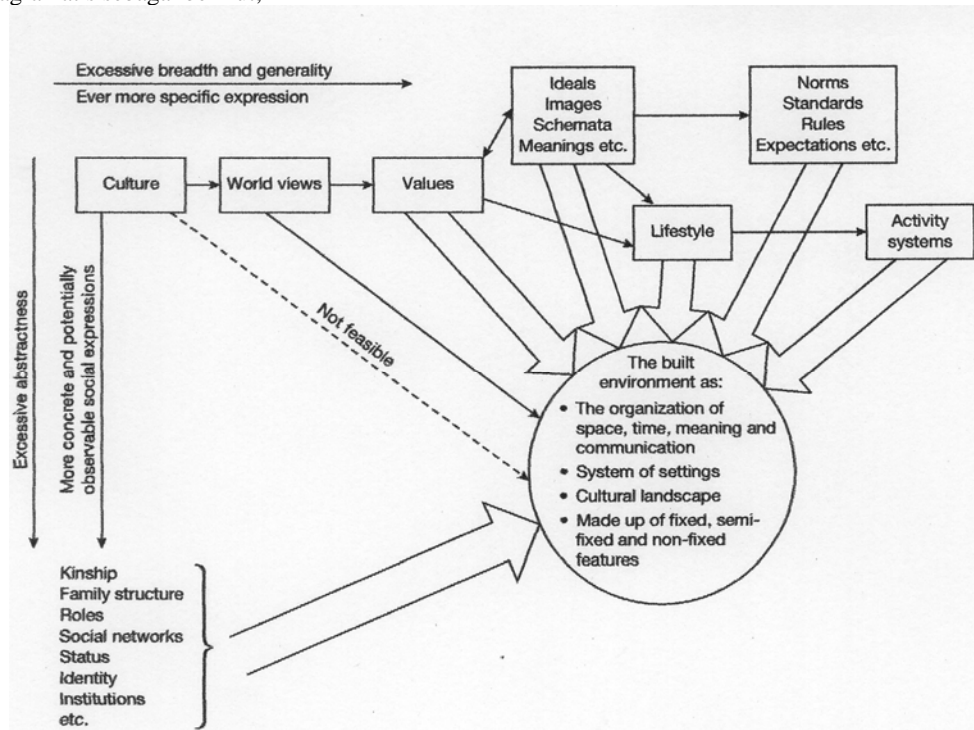 Excessive breadth and generality
Ever more specific expression
Ideals
Images
Schemata
Meanings etc.
Norms
Standards
Rules
Expectations etc.
Culture
World views
Values
Lifestyle
Activity
systems
Excessive abstractness
More concrete and potentially
observable social expressions
Not feasible
The built
environment as:
• The organization of
space, time, meaning and
communication
• System of settings
• Cultural landscape
• Made up of fixed, semi-
fixed and non-fixed
features
Kinship
Family structure
Roles
Social networks
Status
Identity
Institutions
etc.